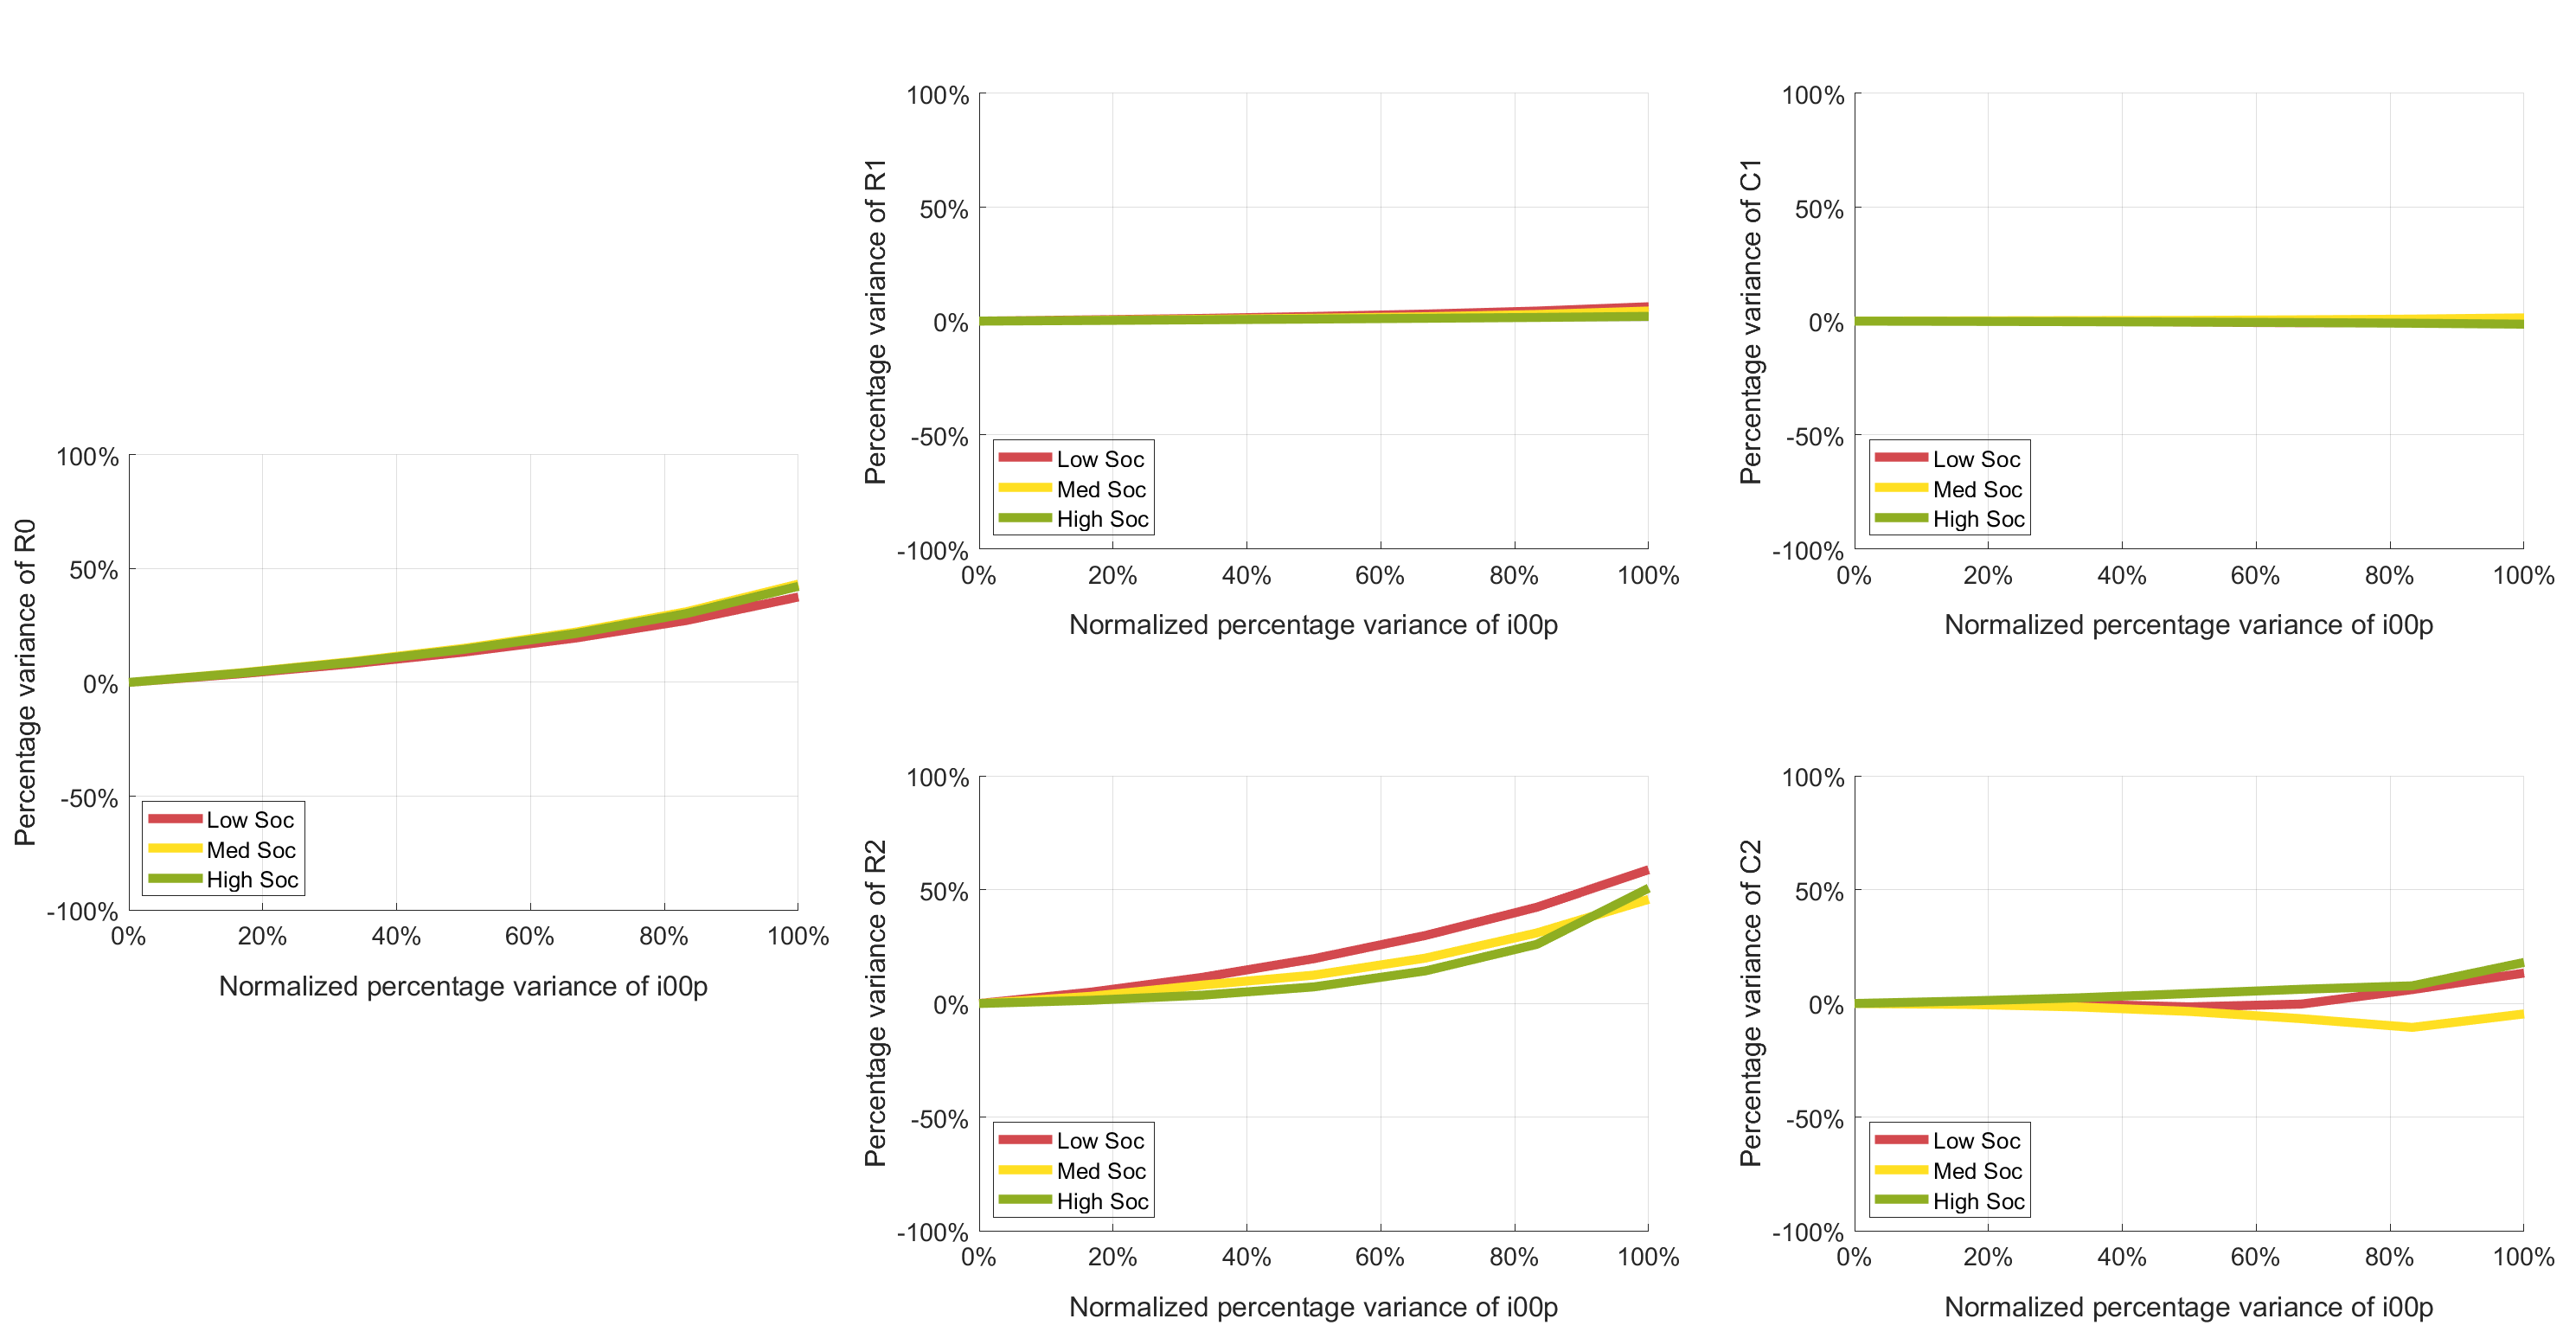 Percentage variance of R0
100%
50%
0%
-50%
-100%
Low Soc
Med Soc
High Soc
0% 20% 40% 60% 80% 100%
Normalized percentage variance of i00p
Percentage variance of R1
100%
50%
0%
-50%
-100%
Low Soc
Med Soc
High Soc
0% 20% 40% 60% 80% 100%
Normalized percentage variance of i00p
Percentage variance of C1
100%
50%
0%
-50%
-100%
Low Soc
Med Soc
High Soc
0% 20% 40% 60% 80% 100%
Normalized percentage variance of i00p
Percentage variance of R2
100%
50%
0%
-50%
-100%
Low Soc
Med Soc
High Soc
0% 20% 40% 60% 80% 100%
Normalized percentage variance of i00p
Percentage variance of C2
100%
50%
0%
-50%
-100%
Low Soc
Med Soc
High Soc
0% 20% 40% 60% 80% 100%
Normalized percentage variance of i00p